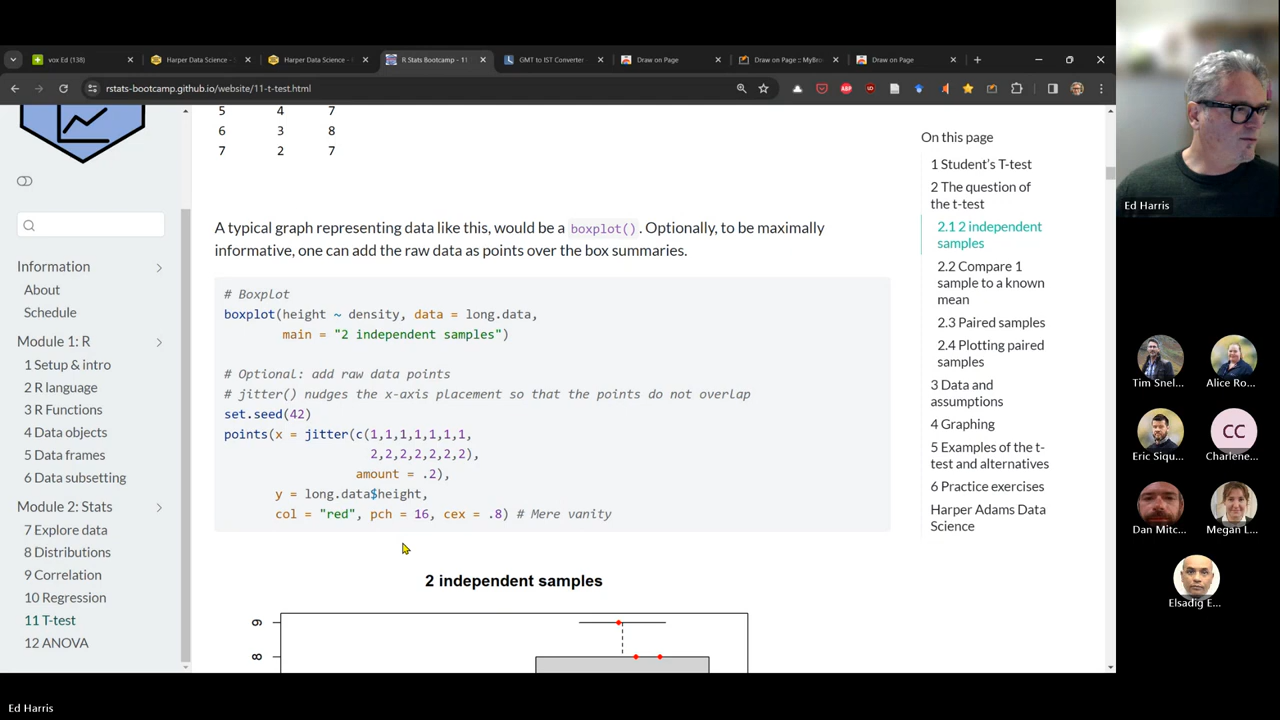 vox Ed (138)
Harper Data Science -
Harper Data Science -
R Stats Bootcamp - 11
GMT to IST Converter
Draw on Page
Draw on Page :: MyBro
Draw on Page
rstats-bootcamp.github.io/website/11-t-test.html
Information
About
Schedule
Module 1: R
1 Setup & intro
2 R language
3 R Functions
4 Data objects
5 Data frames
6 Data subsetting
Module 2: Stats
7 Explore data
8 Distributions
9 Correlation
10 Regression
11 T-test
12 ANOVA
5 4 7
6 3 8
7 2 7
A typical graph representing data like this, would be a boxplot(). Optionally, to be maximally
informative, one can add the raw data as points over the box summaries.
# Boxplot
boxplot(height ~ density, data = long.data,
main = "2 independent samples")
# Optional: add raw data points
# jitter() nudges the x-axis placement so that the points do not overlap
set.seed(42)
points(x = jitter(c(1,1,1,1,1,1,1,
2,2,2,2,2,2,2),
amount = .2),
y = long.data$height,
col = "red", pch = 16, cex = .8) # Mere vanity
2 independent samples
9
8
On this page
1 Student's T-test
2 The question of
the t-test
2.1 2 independent
samples
2.2 Compare 1
sample to a known
mean
2.3 Paired samples
2.4 Plotting paired
samples
3 Data and
assumptions
4 Graphing
5 Examples of the t-
test and alternatives
6 Practice exercises
Harper Adams Data
Science
Ed Harris
Tim Snel...
Alice Ro...
Eric Siqu...
CC
Charlene...
Dan Mitc...
Megan L...
Elsadig E...
Ed Harris